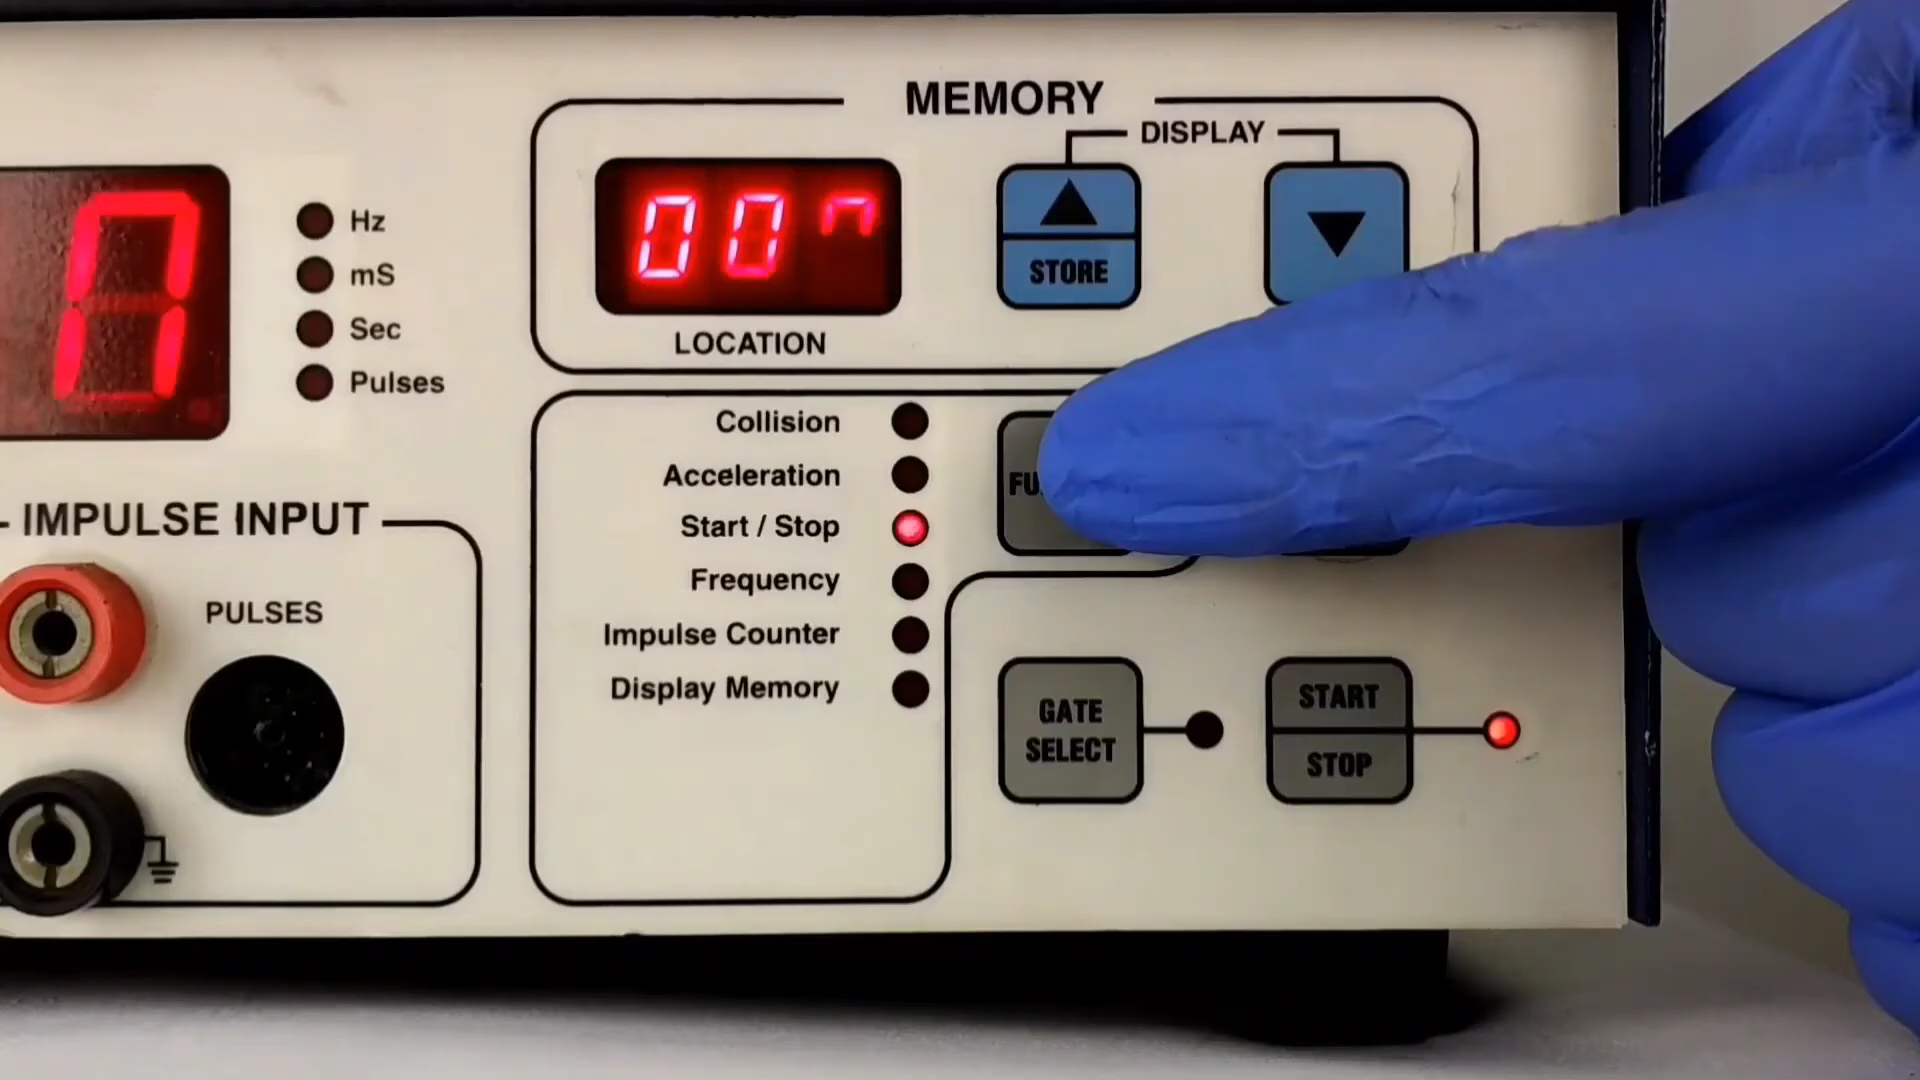 MEMORY
DISPLAY
00
STORE
LOCATION
Hz
mS
Sec
Pulses
IMPULSE INPUT
PULSES
Collision
Acceleration
Start / Stop
Frequency
Impulse Counter
Display Memory
GATE
SELECT
START
STOP